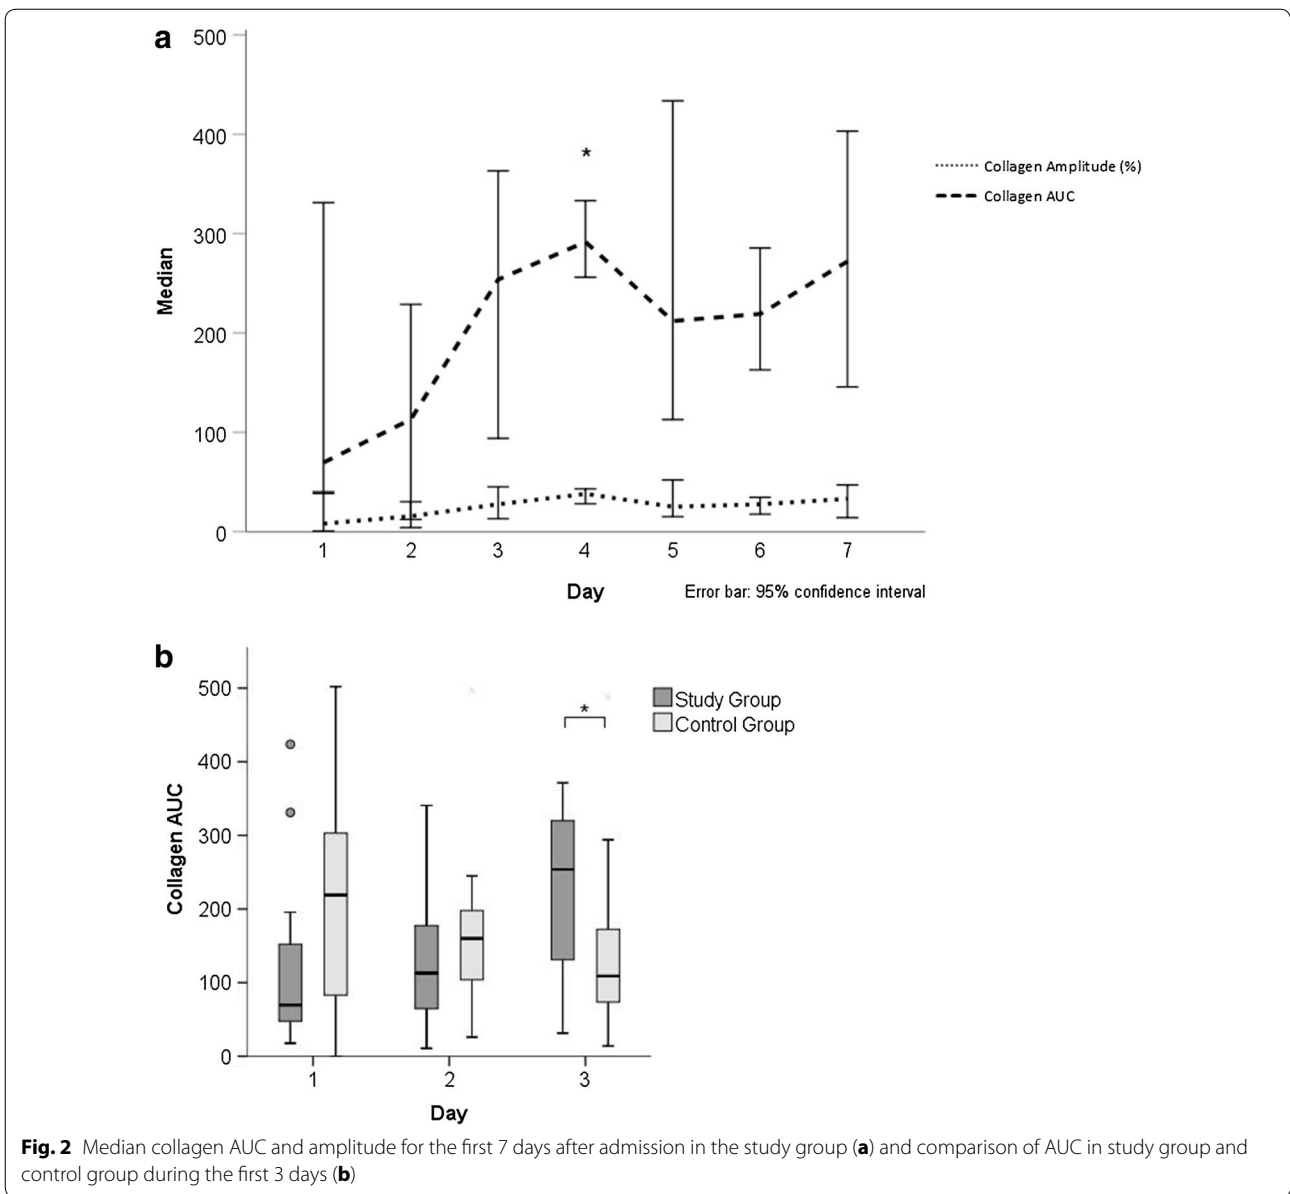 a
500
400
300
200
100
0
Median
*
Collagen Amplitude (%)
Collagen AUC
1 2 3 4 5 6 7
Day
Error bar: 95% confidence interval
b
500
400
300
200
100
0
Collagen AUC
*
Study Group
Control Group
1 2 3
Day
Fig. 2 Median collagen AUC and amplitude for the first 7 days after admission in the study group (a) and comparison of AUC in study group and
control group during the first 3 days (b)